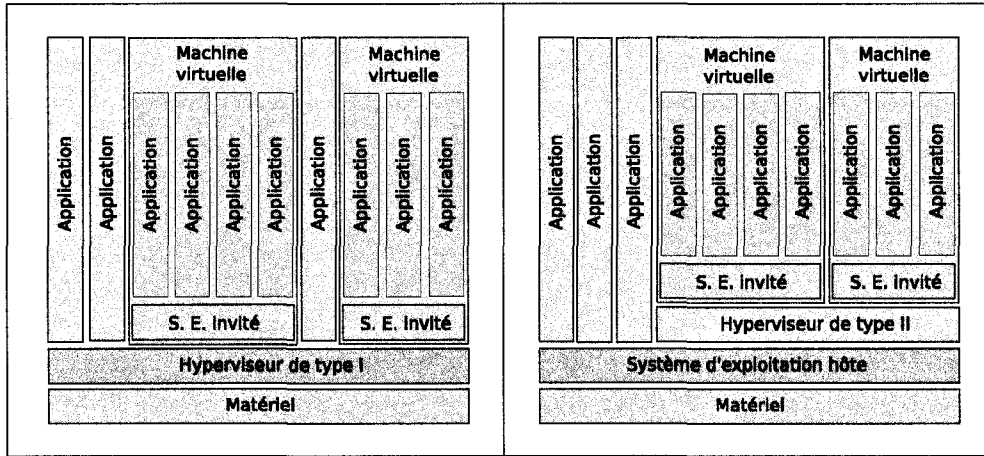 Application
Application
Machine
virtuelle
Application
Application
Application
Application
S. E. invité
Application
Machine
virtuelle
Application
Application
Application
S. E. invité
Hyperviseur de type I
Matériel
Application
Application
Application
Machine
virtuelle
Application
Application
Application
Application
S. E. invité
Machine
virtuelle
Application
Application
Application
S. E. invité
Hyperviseur de type II
Système d'exploitation hôte
Matériel